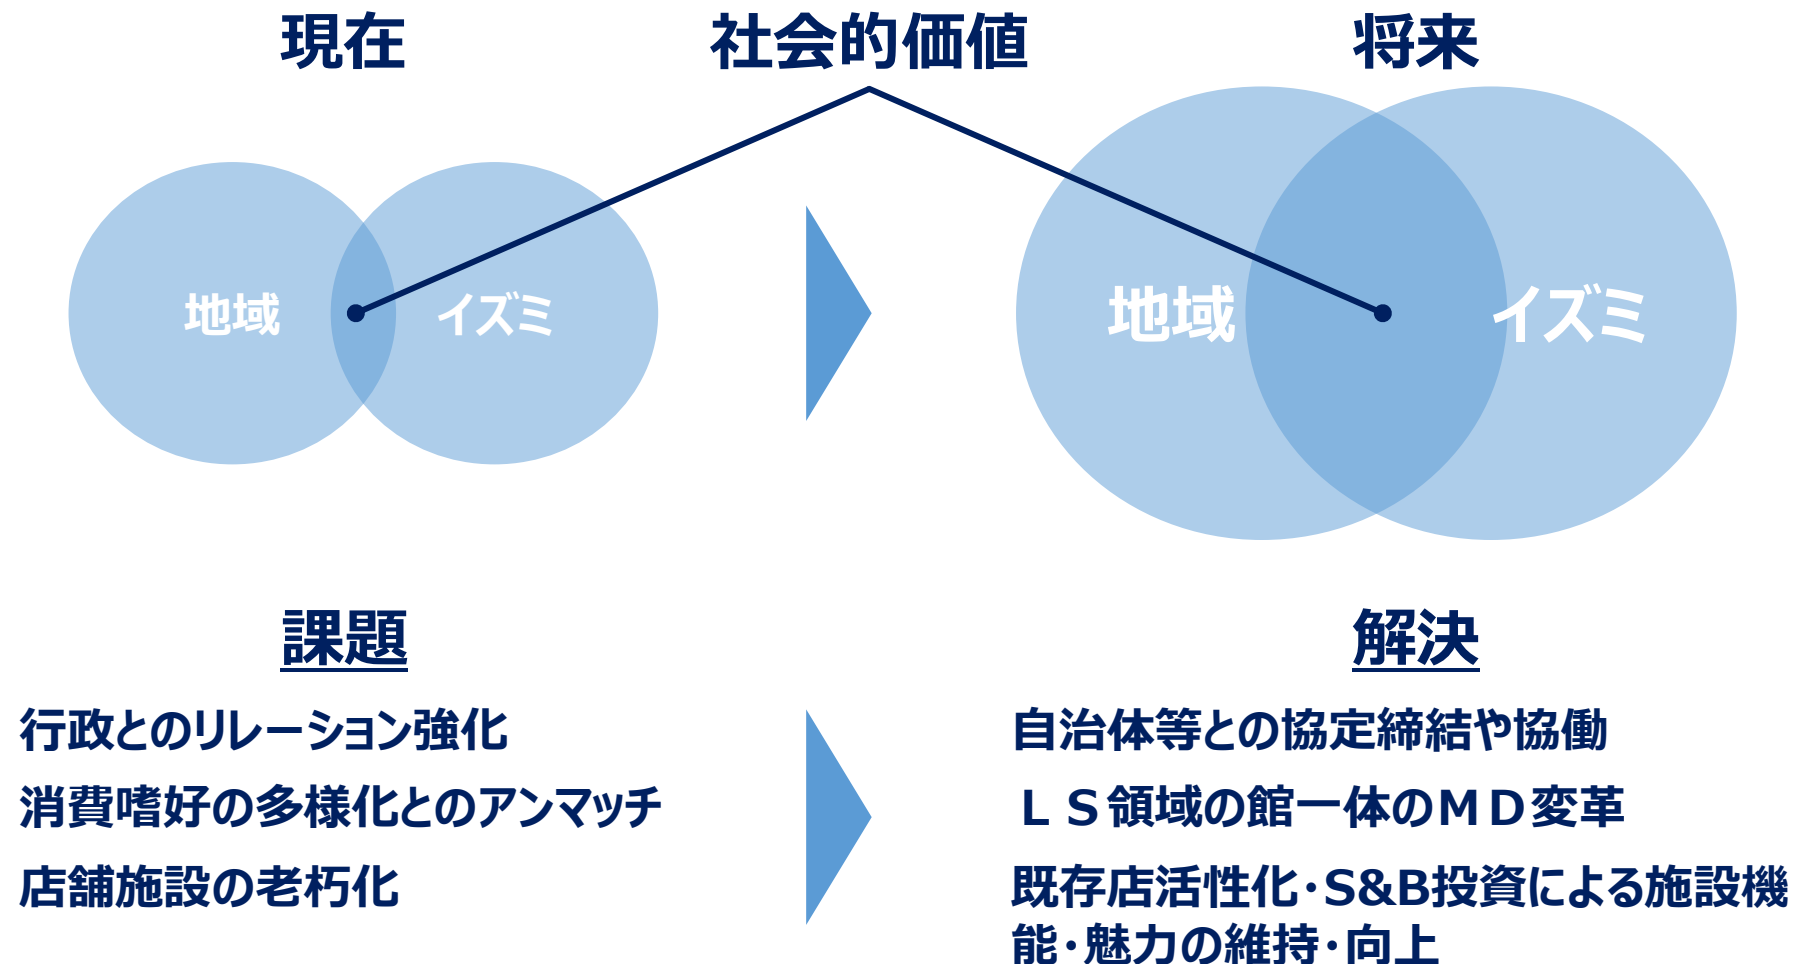 現在
社会的価値
将来
地域
イズミ
地域
イズミ
課題
解決
行政とのリレーション強化
自治体等との協定締結や協働
消費嗜好の多様化とのアンマッチ
ＬＳ領域の館一体のＭＤ変革
店舗施設の老朽化
既存店活性化・S&B投資による施設機
能・魅力の維持・向上